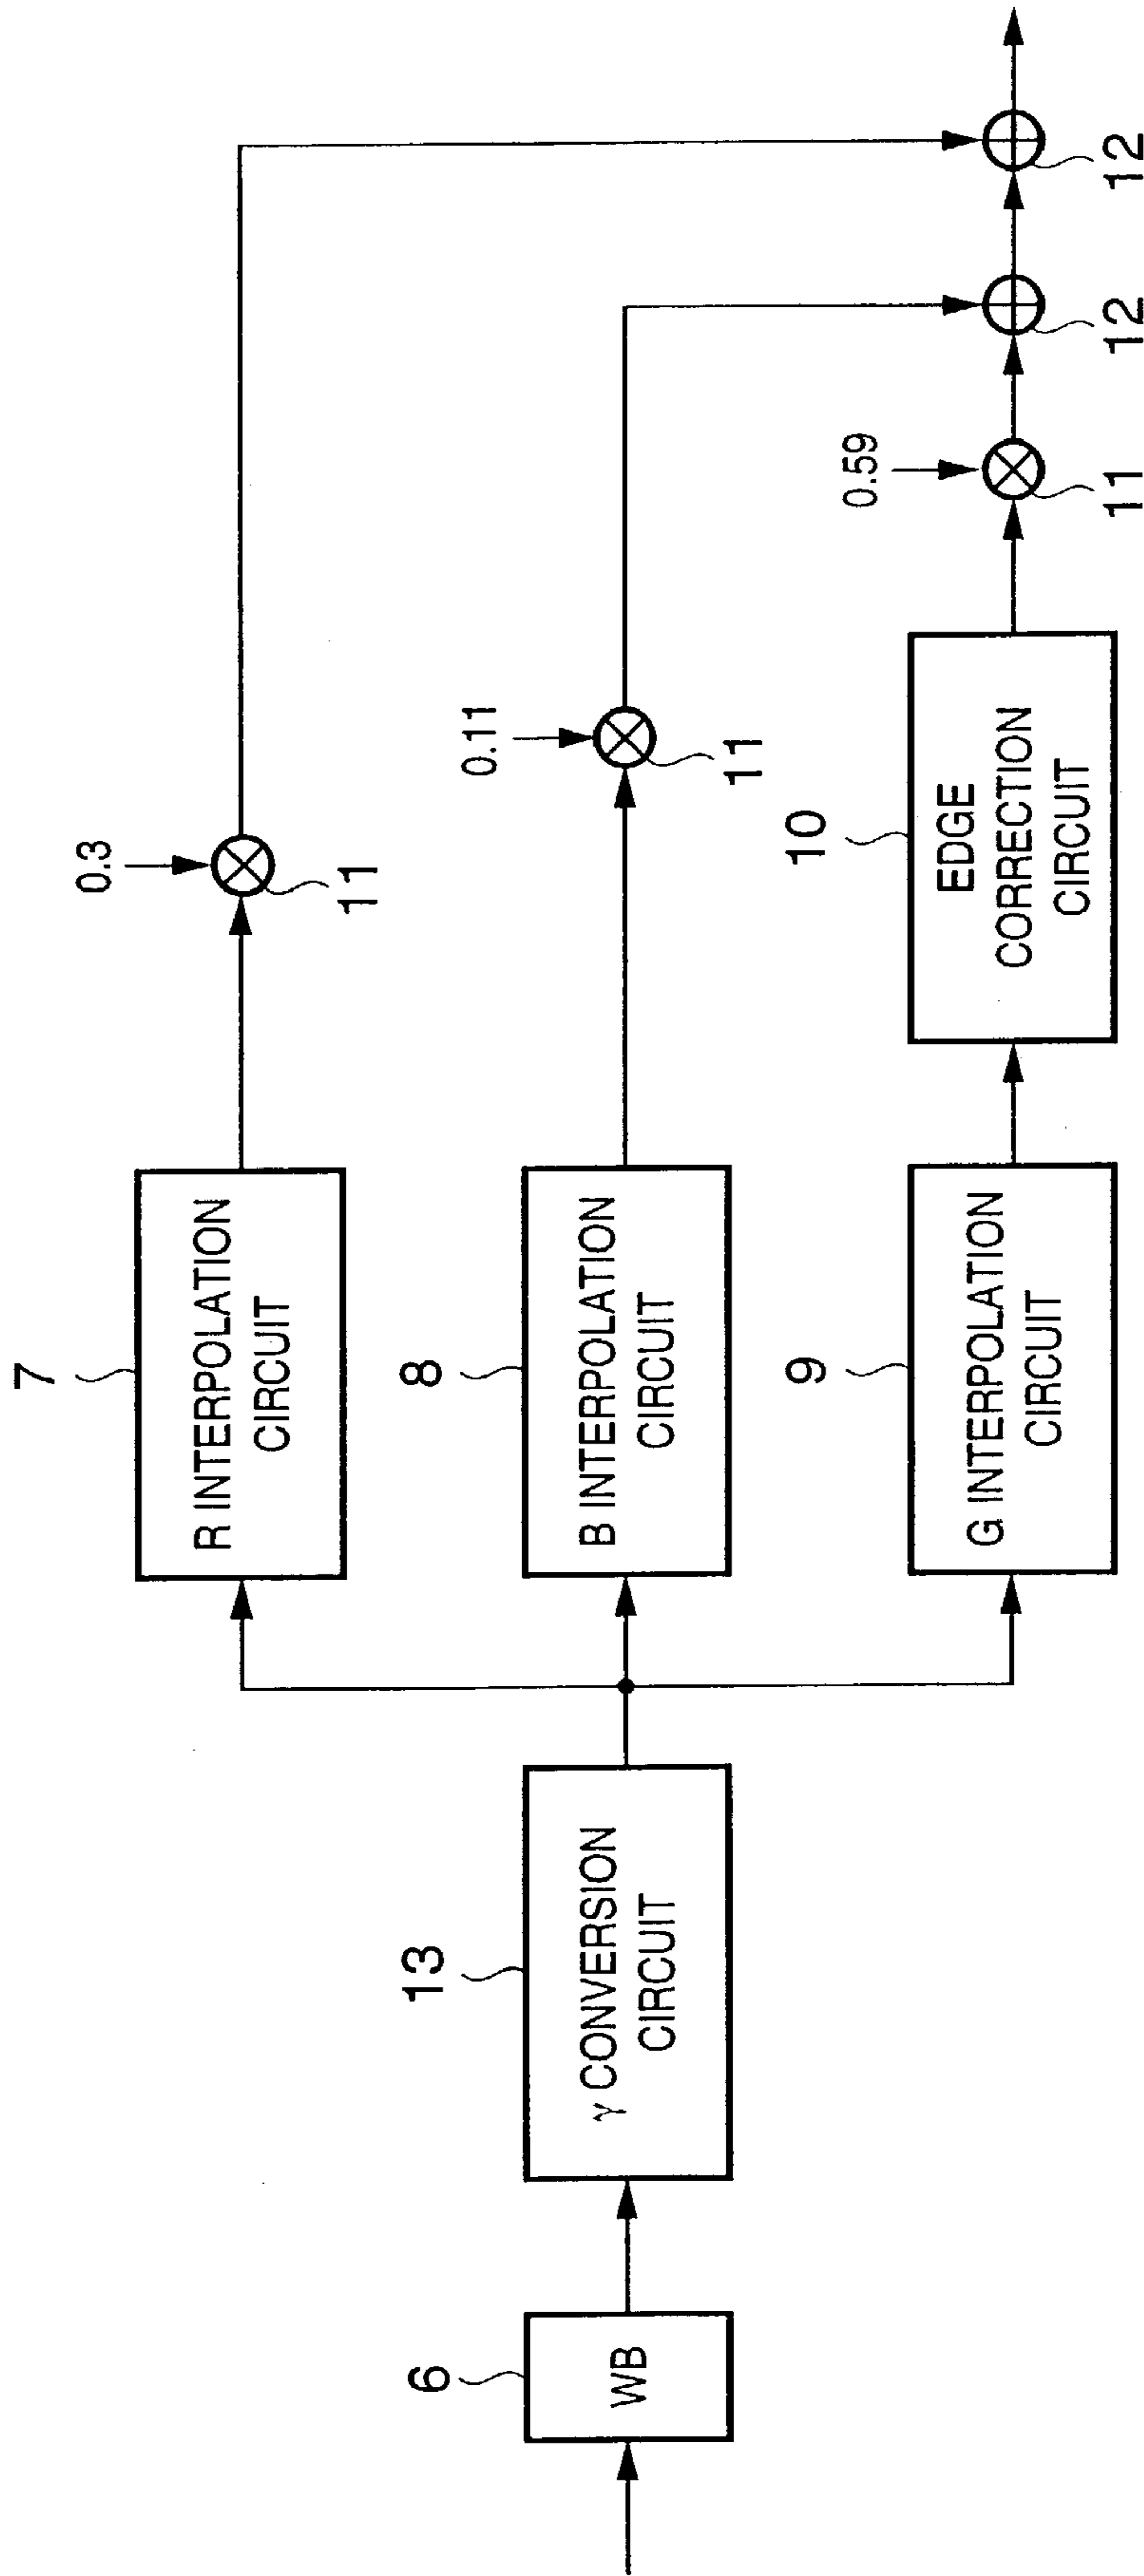 6
WB
13
γ CONVERSION
CIRCUIT
7
R INTERPOLATION
CIRCUIT
0.3
11
8
B INTERPOLATION
CIRCUIT
0.11
11
9
G INTERPOLATION
CIRCUIT
10
EDGE
CORRECTION
CIRCUIT
0.59
11
12
12